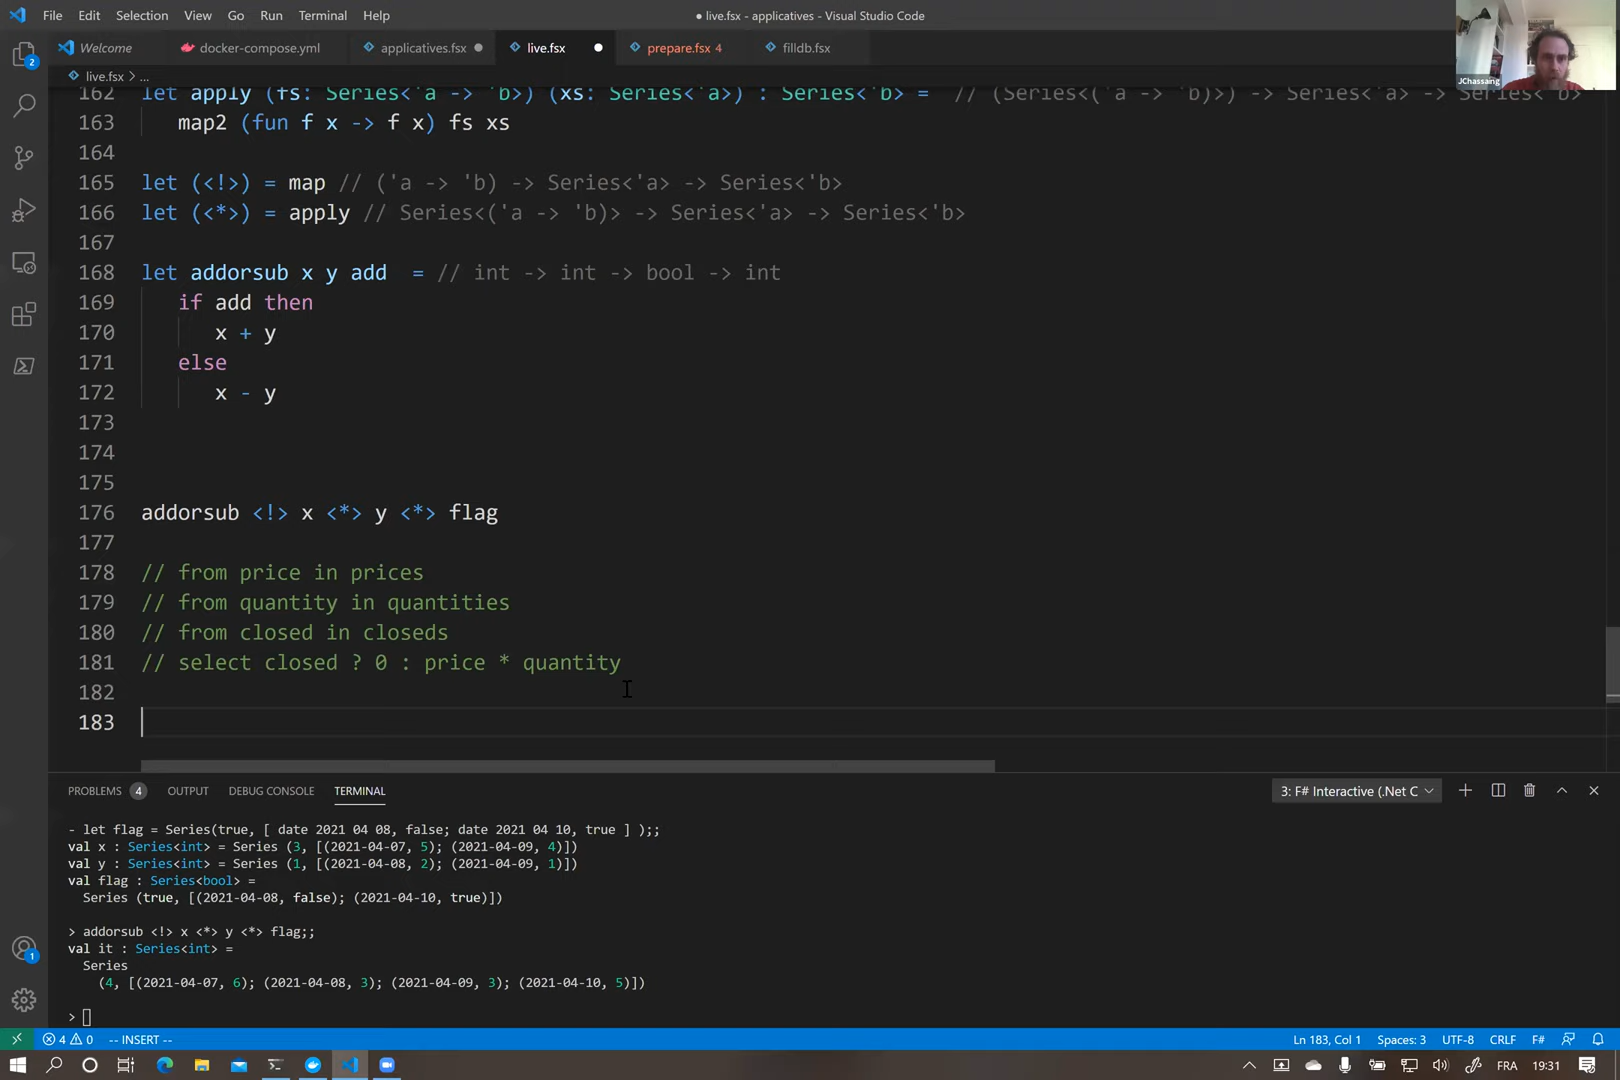 File Edit Selection View Go Run Terminal Help
● live.fsx - applicatives - Visual Studio Code
JChassaing
Welcome docker-compose.yml applicatives.fsx ● live.fsx ● prepare.fsx 4 filldb.fsx
live.fsx > ...
162 let apply (fs: Series<'a -> 'b>) (xs: Series<'a>) : Series<'b> = // (Series<('a -> 'b)>) -> Series<'a> -> Series<'b>
163 map2 (fun f x -> f x) fs xs
164
165 let (<!>) = map // ('a -> 'b) -> Series<'a> -> Series<'b>
166 let (<*>) = apply // Series<('a -> 'b)> -> Series<'a> -> Series<'b>
167
168 let addorsub x y add = // int -> int -> bool -> int
169 if add then
170 x + y
171 else
172 x - y
173
174
175
176 addorsub <!> x <*> y <*> flag
177
178 // from price in prices
179 // from quantity in quantities
180 // from closed in closeds
181 // select closed ? 0 : price * quantity
182
183
2
PROBLEMS 4 OUTPUT DEBUG CONSOLE TERMINAL 3: F# Interactive (.Net C
- let flag = Series(true, [ date 2021 04 08, false; date 2021 04 10, true ] );;
val x : Series<int> = Series (3, [(2021-04-07, 5); (2021-04-09, 4)])
val y : Series<int> = Series (1, [(2021-04-08, 2); (2021-04-09, 1)])
val flag : Series<bool> =
Series (true, [(2021-04-08, false); (2021-04-10, true)])
> addorsub <!> x <*> y <*> flag;;
val it : Series<int> =
Series
(4, [(2021-04-07, 6); (2021-04-08, 3); (2021-04-09, 3); (2021-04-10, 5)])
>
1
4 0 -- INSERT -- Ln 183, Col 1 Spaces: 3 UTF-8 CRLF F#
FRA 19:31